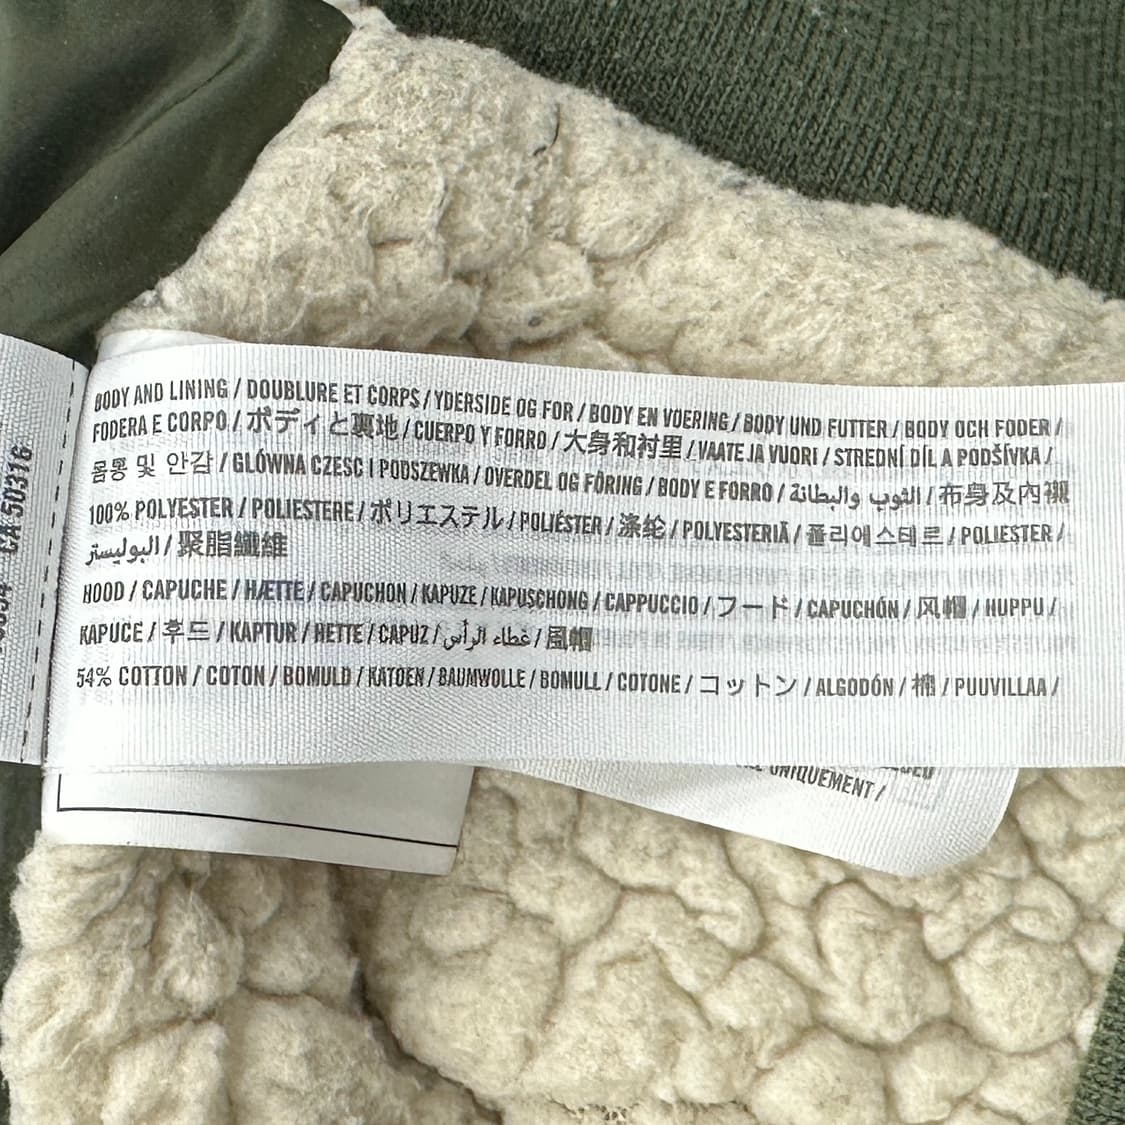 BODY AND LINING / DOUBLURE ET CORPS / YDERSIDE OG FOR / BODY EN VOERING / BODY UND FUTTER / BODY OCH FODER /
FODERA E CORPO / ボディと裏地 / CUERPO Y FORRO / 大身和衬里 / VAATE JA VUORI / STREDNÍ DÍL A PODŠÍVKA /
몸통 및 안감 / GLÓWNA CZESC I PODSZEWKA / OVERDEL OG FÔRING / BODY E FORRO / الثوب والبطانة / 布身及內襯
100% POLYESTER / POLIESTERE / ポリエステル / POLIÉSTER / 涤纶 / POLYESTERIÄ / 폴리에스테르 / POLIESTER /
البوليستر / 聚脂纖維
HOOD / CAPUCHE / HÆTTE / CAPUCHON / KAPUZE / KAPUSCHONG / CAPPUCCIO / フード / CAPUCHÓN / 风帽 / HUPPU /
KAPUCE / 후드 / KAPTUR / HETTE / CAPUZ / غطاء الرأس / 風帽
54% COTTON / COTON / BOMULD / KATOEN / BAUMWOLLE / BOMULL / COTONE / コットン / ALGODÓN / 棉 / PUUVILLAA /
UNIQUEMENT /
CA 50316